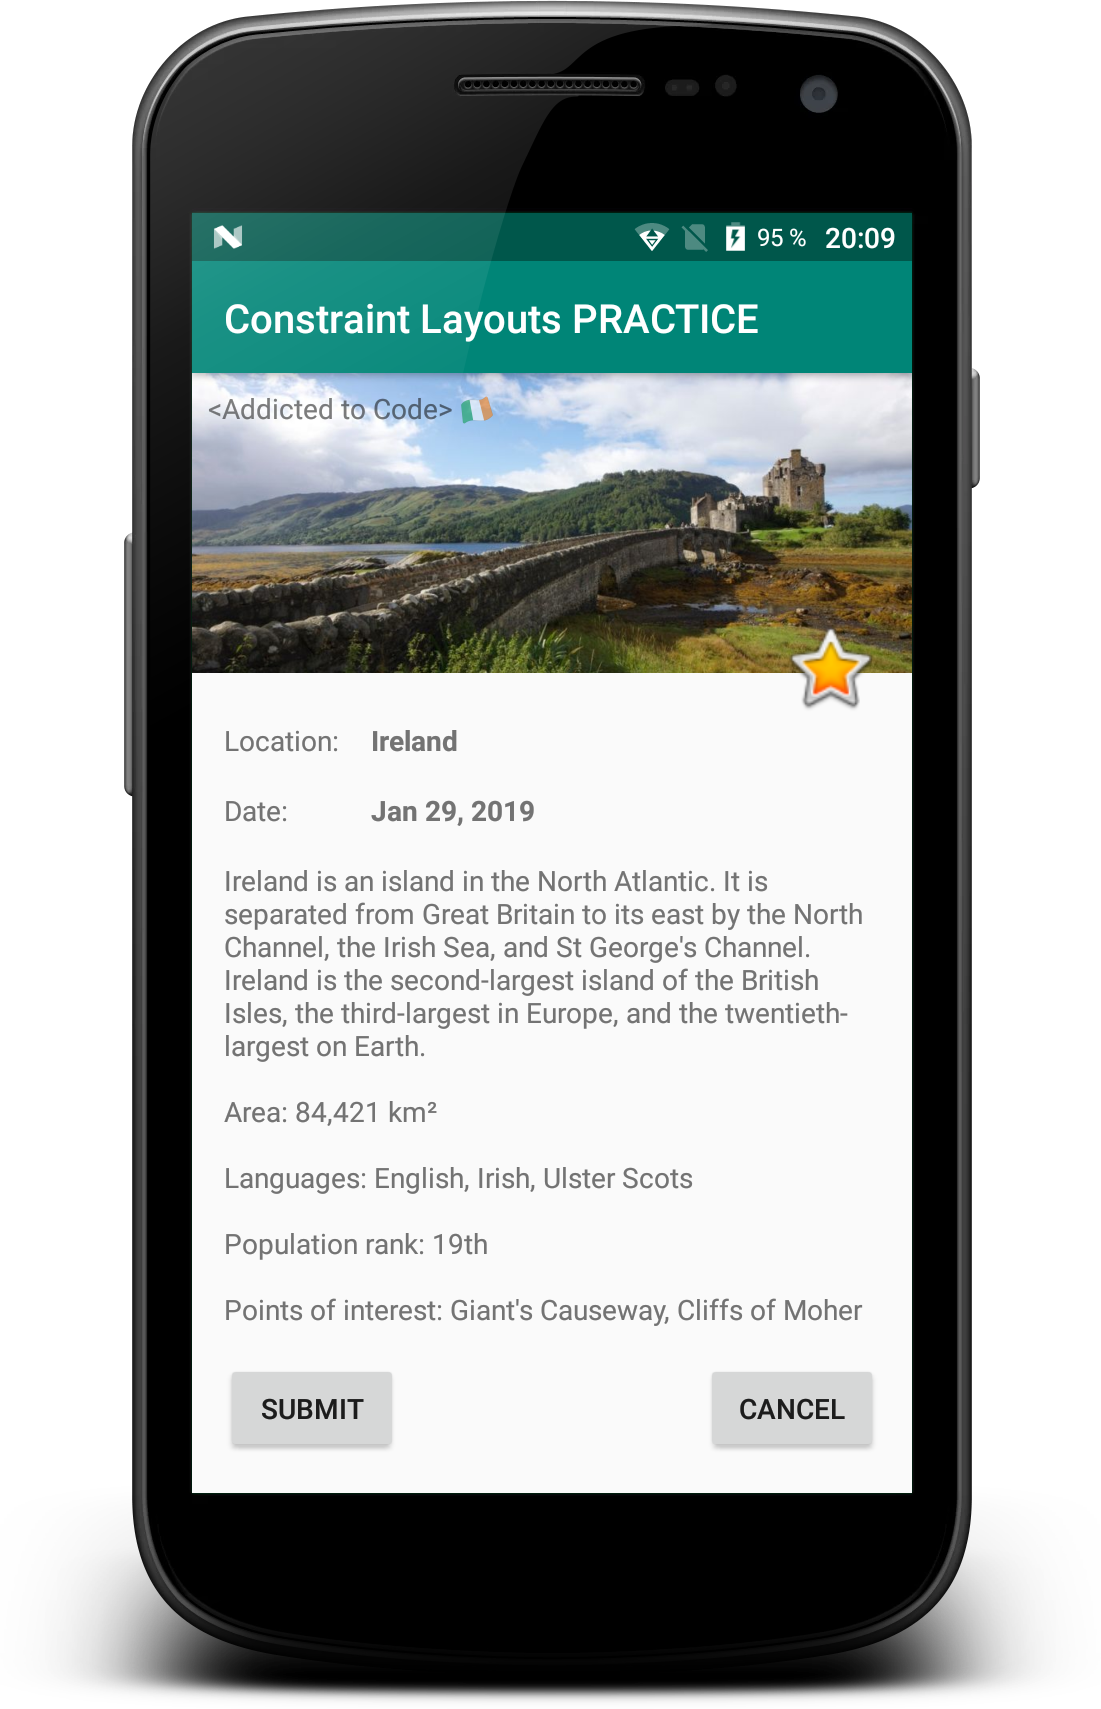 95 % 20:09
Constraint Layouts PRACTICE
<Addicted to Code> 🇮🇪
Location: Ireland
Date: Jan 29, 2019
Ireland is an island in the North Atlantic. It is
separated from Great Britain to its east by the North
Channel, the Irish Sea, and St George's Channel.
Ireland is the second-largest island of the British
Isles, the third-largest in Europe, and the twentieth-
largest on Earth.
Area: 84,421 km²
Languages: English, Irish, Ulster Scots
Population rank: 19th
Points of interest: Giant's Causeway, Cliffs of Moher
SUBMIT CANCEL